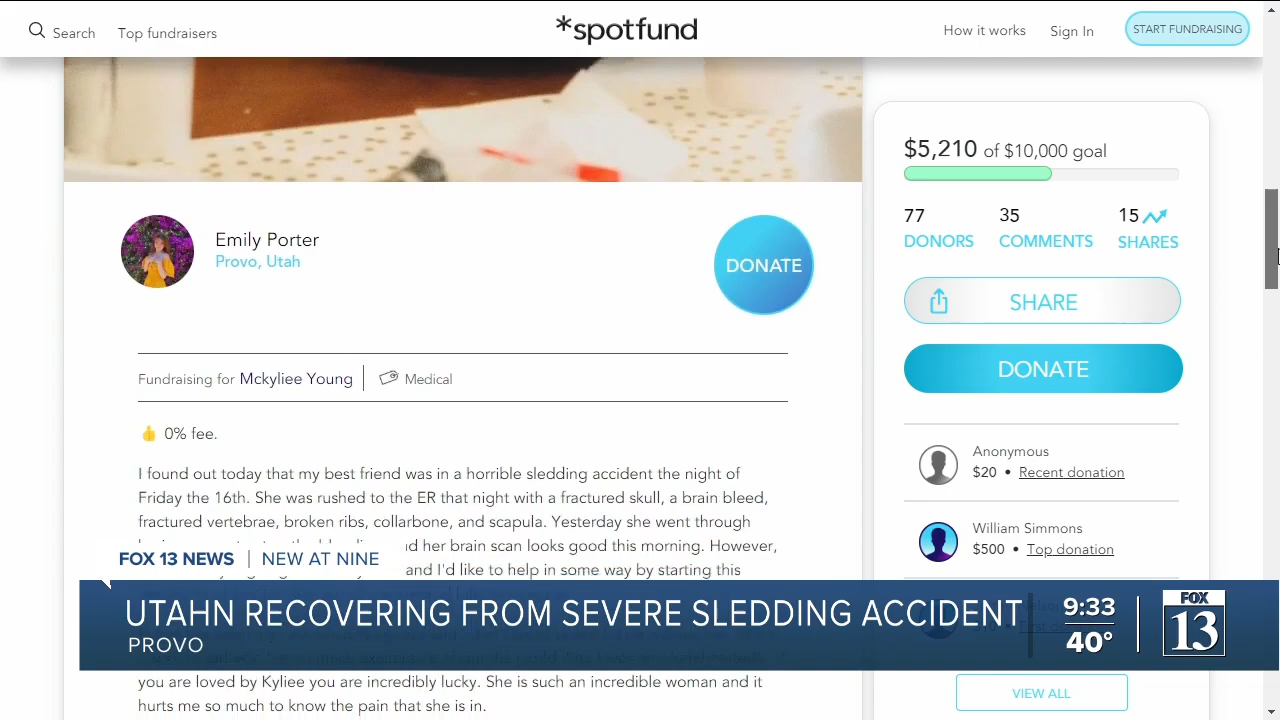 Search
Top fundraisers
*spotfund
How it works
Sign In
START FUNDRAISING
Emily Porter
Provo, Utah
DONATE
Fundraising for Mckyliee Young
Medical
👍 0% fee.
I found out today that my best friend was in a horrible sledding accident the night of
Friday the 16th. She was rushed to the ER that night with a fractured skull, a brain bleed,
fractured vertebrae, broken ribs, collarbone, and scapula. Yesterday she went through
her brain scan looks good this morning. However,
and I'd like to help in some way by starting this
you are loved by Kyliee you are incredibly lucky. She is such an incredible woman and it
hurts me so much to know the pain that she is in.
$5,210 of $10,000 goal
77
DONORS
35
COMMENTS
15
SHARES
SHARE
DONATE
Anonymous
$20 • Recent donation
William Simmons
$500 • Top donation
VIEW ALL
FOX 13 NEWS | NEW AT NINE
UTAHN RECOVERING FROM SEVERE SLEDDING ACCIDENT
PROVO
9:33
40°
FOX
13